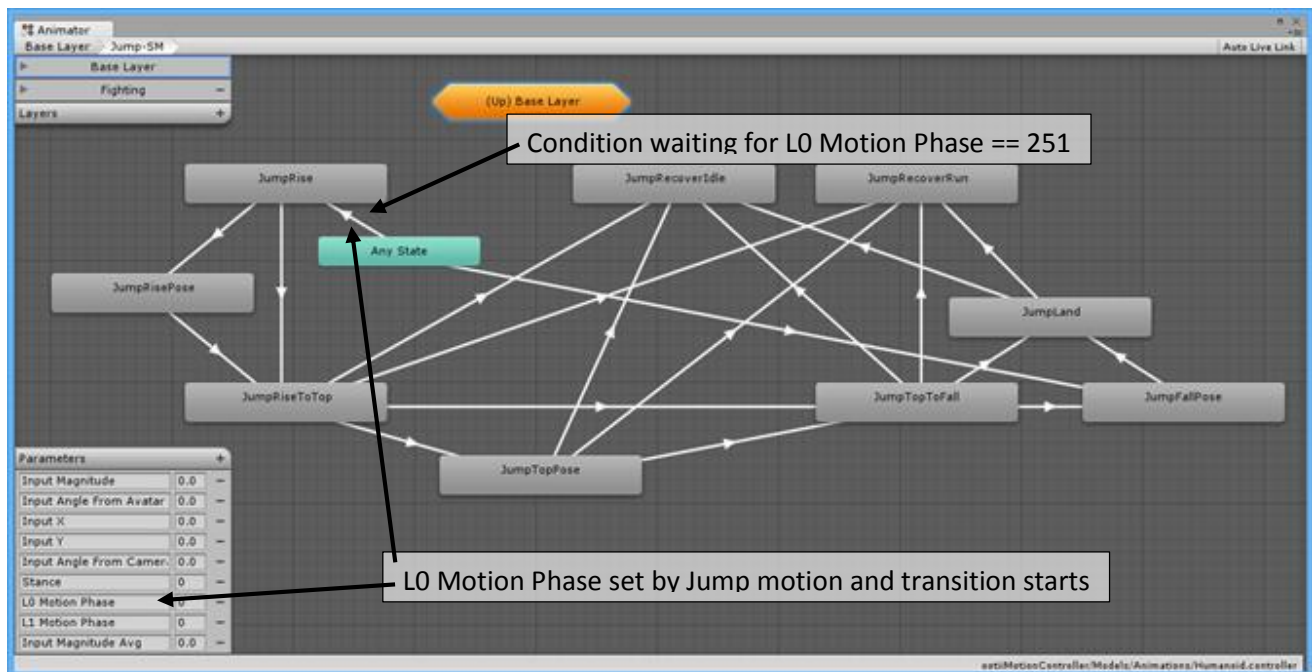 Animator
Base Layer Jump-SM Auto Live Link
Base Layer
Fighting
Layers +
(Up) Base Layer
Condition waiting for L0 Motion Phase == 251
JumpRise
JumpRecoverIdle
JumpRecoverRun
Any State
JumpRisePose
JumpLand
JumpRiseToTop
JumpTopToFall
JumpFallPose
JumpTopPose
Parameters +
Input Magnitude 0.0 -
Input Angle From Avatar 0.0 -
Input X 0.0 -
Input Y 0.0 -
Input Angle From Camer 0.0 -
Stance 0 -
L0 Motion Phase 0 -
L1 Motion Phase 0 -
Input Magnitude Avg 0.0 -
L0 Motion Phase set by Jump motion and transition starts
ootiiMotionController/Models/Animations/Humanoid.controller